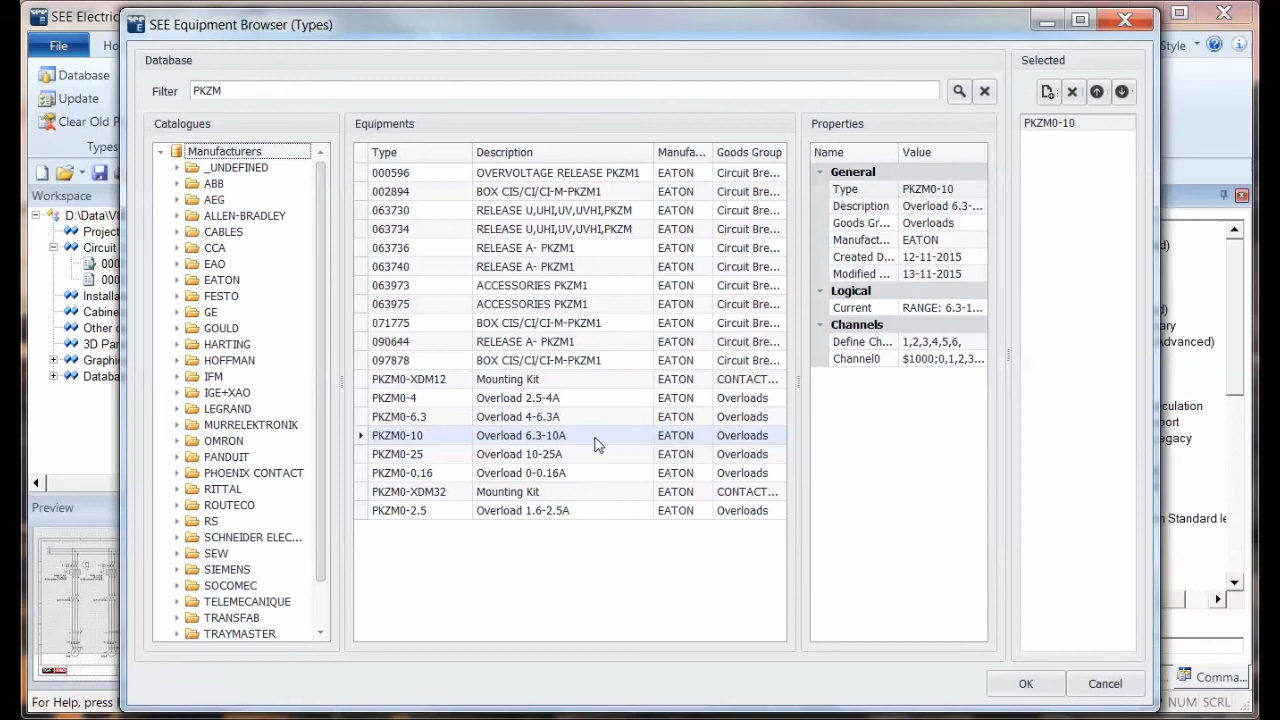 SEE Electri
SEE Equipment Browser (Types)
File
Ho
Style
Database
Update
Clear Old P
Types
Workspace
D:\Data\V8
Project
Circuit
000
000
Installa
Cabine
Other d
3D Pan
Graphi
Databa
Preview
For Help, press
Database
Filter
PKZM
Catalogues
Manufacturers
_UNDEFINED
ABB
AEG
ALLEN-BRADLEY
CABLES
CCA
EAO
EATON
FESTO
GE
GOULD
HARTING
HOFFMAN
IFM
IGE+XAO
LEGRAND
MURRELEKTRONIK
OMRON
PANDUIT
PHOENIX CONTACT
RITTAL
ROUTECO
RS
SCHNEIDER ELEC...
SEW
SIEMENS
SOCOMEC
TELEMECANIQUE
TRANSFAB
TRAYMASTER
Equipments
Type Description Manufa... Goods Group
000596 OVERVOLTAGE RELEASE PKZM1 EATON Circuit Bre...
002894 BOX CIS/CI/CI-M-PKZM1 EATON Circuit Bre...
063730 RELEASE U,UHI,UV,UVHI,PKZM EATON Circuit Bre...
063734 RELEASE U,UHI,UV,UVHI,PKZM EATON Circuit Bre...
063736 RELEASE A- PKZM1 EATON Circuit Bre...
063740 RELEASE A- PKZM1 EATON Circuit Bre...
063973 ACCESSORIES PKZM1 EATON Circuit Bre...
063975 ACCESSORIES PKZM1 EATON Circuit Bre...
071775 BOX CIS/CI/CI-M-PKZM1 EATON Circuit Bre...
090644 RELEASE A- PKZM1 EATON Circuit Bre...
097878 BOX CIS/CI/CI-M-PKZM1 EATON Circuit Bre...
PKZM0-XDM12 Mounting Kit EATON CONTACT...
PKZM0-4 Overload 2.5-4A EATON Overloads
PKZM0-6.3 Overload 4-6.3A EATON Overloads
PKZM0-10 Overload 6.3-10A EATON Overloads
PKZM0-25 Overload 10-25A EATON Overloads
PKZM0-0.16 Overload 0-0.16A EATON Overloads
PKZM0-XDM32 Mounting Kit EATON CONTACT...
PKZM0-2.5 Overload 1.6-2.5A EATON Overloads
Properties
Name Value
General
Type PKZM0-10
Description Overload 6.3-...
Goods Gr... Overloads
Manufact... EATON
Created D... 12-11-2015
Modified ... 13-11-2015
Logical
Current RANGE: 6.3-1...
Channels
Define Ch... 1,2,3,4,5,6,
Channel0 $1000;0,1,2,3...
Selected
PKZM0-10
OK
Cancel
d)
)
ary
Advanced)
culation
port
egacy
n Standard le
Comma...
NUM SCRL